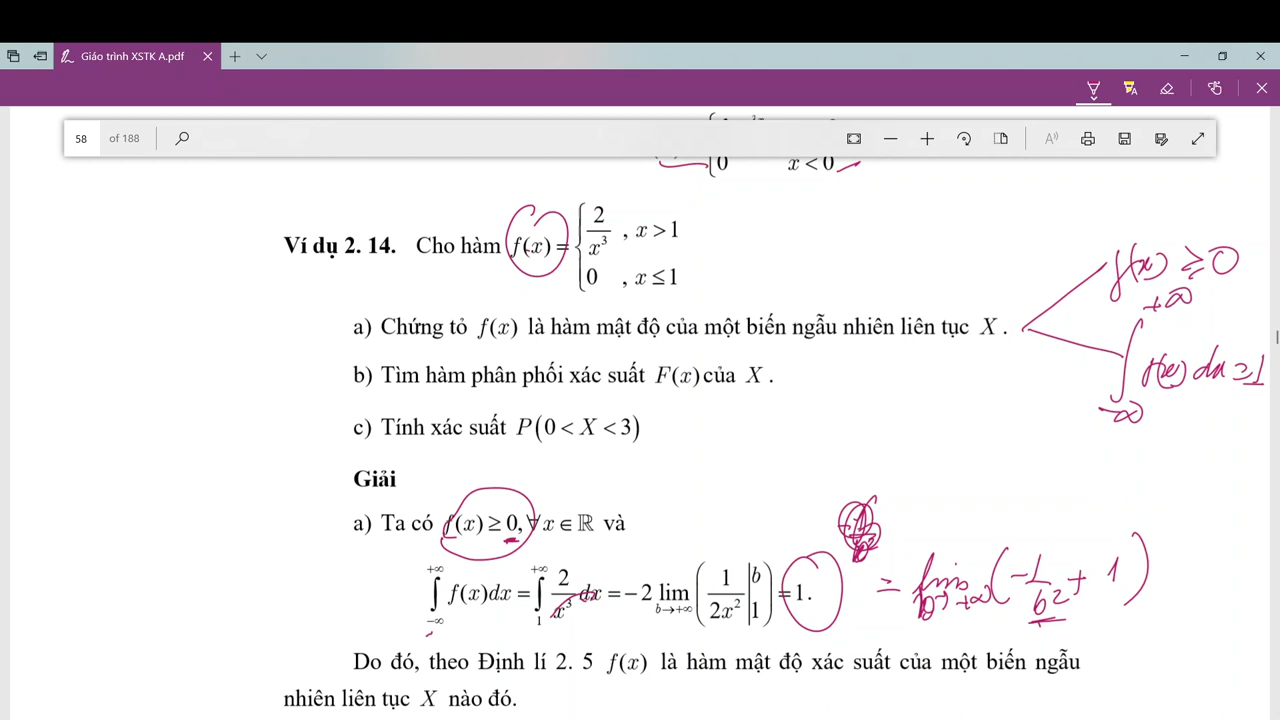 Giáo trình XSTK A.pdf
58 of 188
0 x < 0
Ví dụ 2. 14. Cho hàm f(x) = { 2/x³ , x > 1
0 , x ≤ 1
a) Chứng tỏ f(x) là hàm mật độ của một biến ngẫu nhiên liên tục X .
f(x) ≥ 0
∫_{-∞}^{+∞} f(x) dx = 1
b) Tìm hàm phân phối xác suất F(x) của X .
c) Tính xác suất P(0 < X < 3)
Giải
a) Ta có f(x) ≥ 0, ∀ x ∈ ℝ và
∫_{-∞}^{+∞} f(x)dx = ∫_{1}^{+∞} 2/x³ dx = −2 lim_{b→+∞} ( 1/2x² |_{1}^{b} ) = 1. = lim_{b→+∞} ( −1/b² + 1 )
Do đó, theo Định lí 2. 5 f(x) là hàm mật độ xác suất của một biến ngẫu
nhiên liên tục X nào đó.